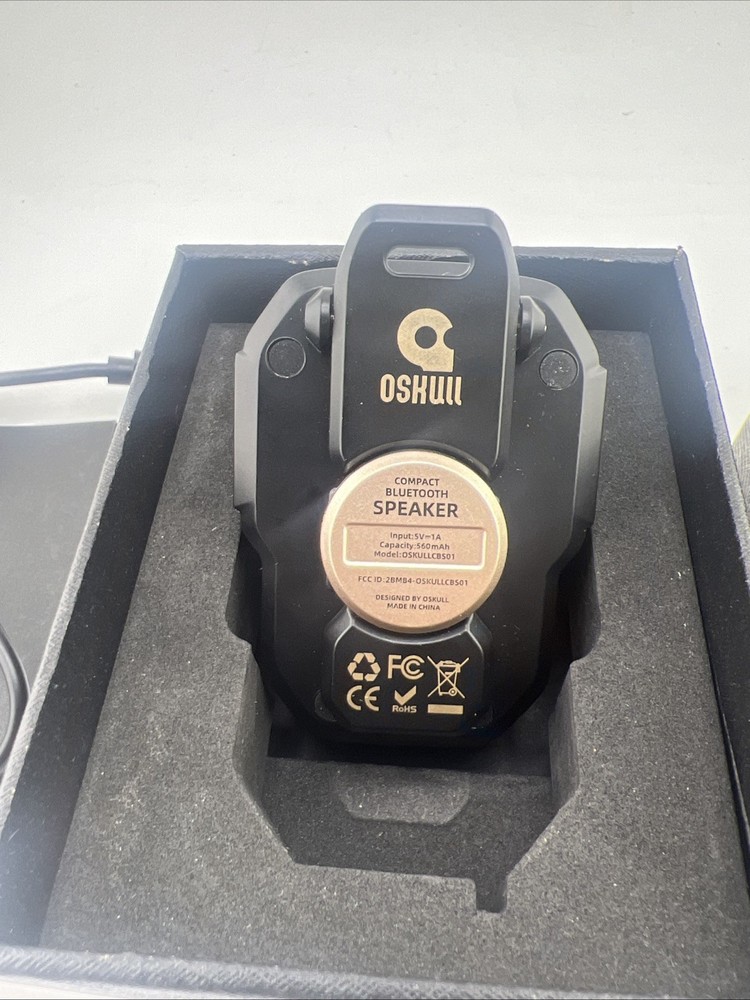 OSKULL
COMPACT
BLUETOOTH
SPEAKER
Input:5V⎓1A
Capacity:560mAh
Model:OSKULLCBS01
FCC ID:2BMB4-OSKULLCBS01
DESIGNED BY OSKULL
MADE IN CHINA
FC
CE RoHS